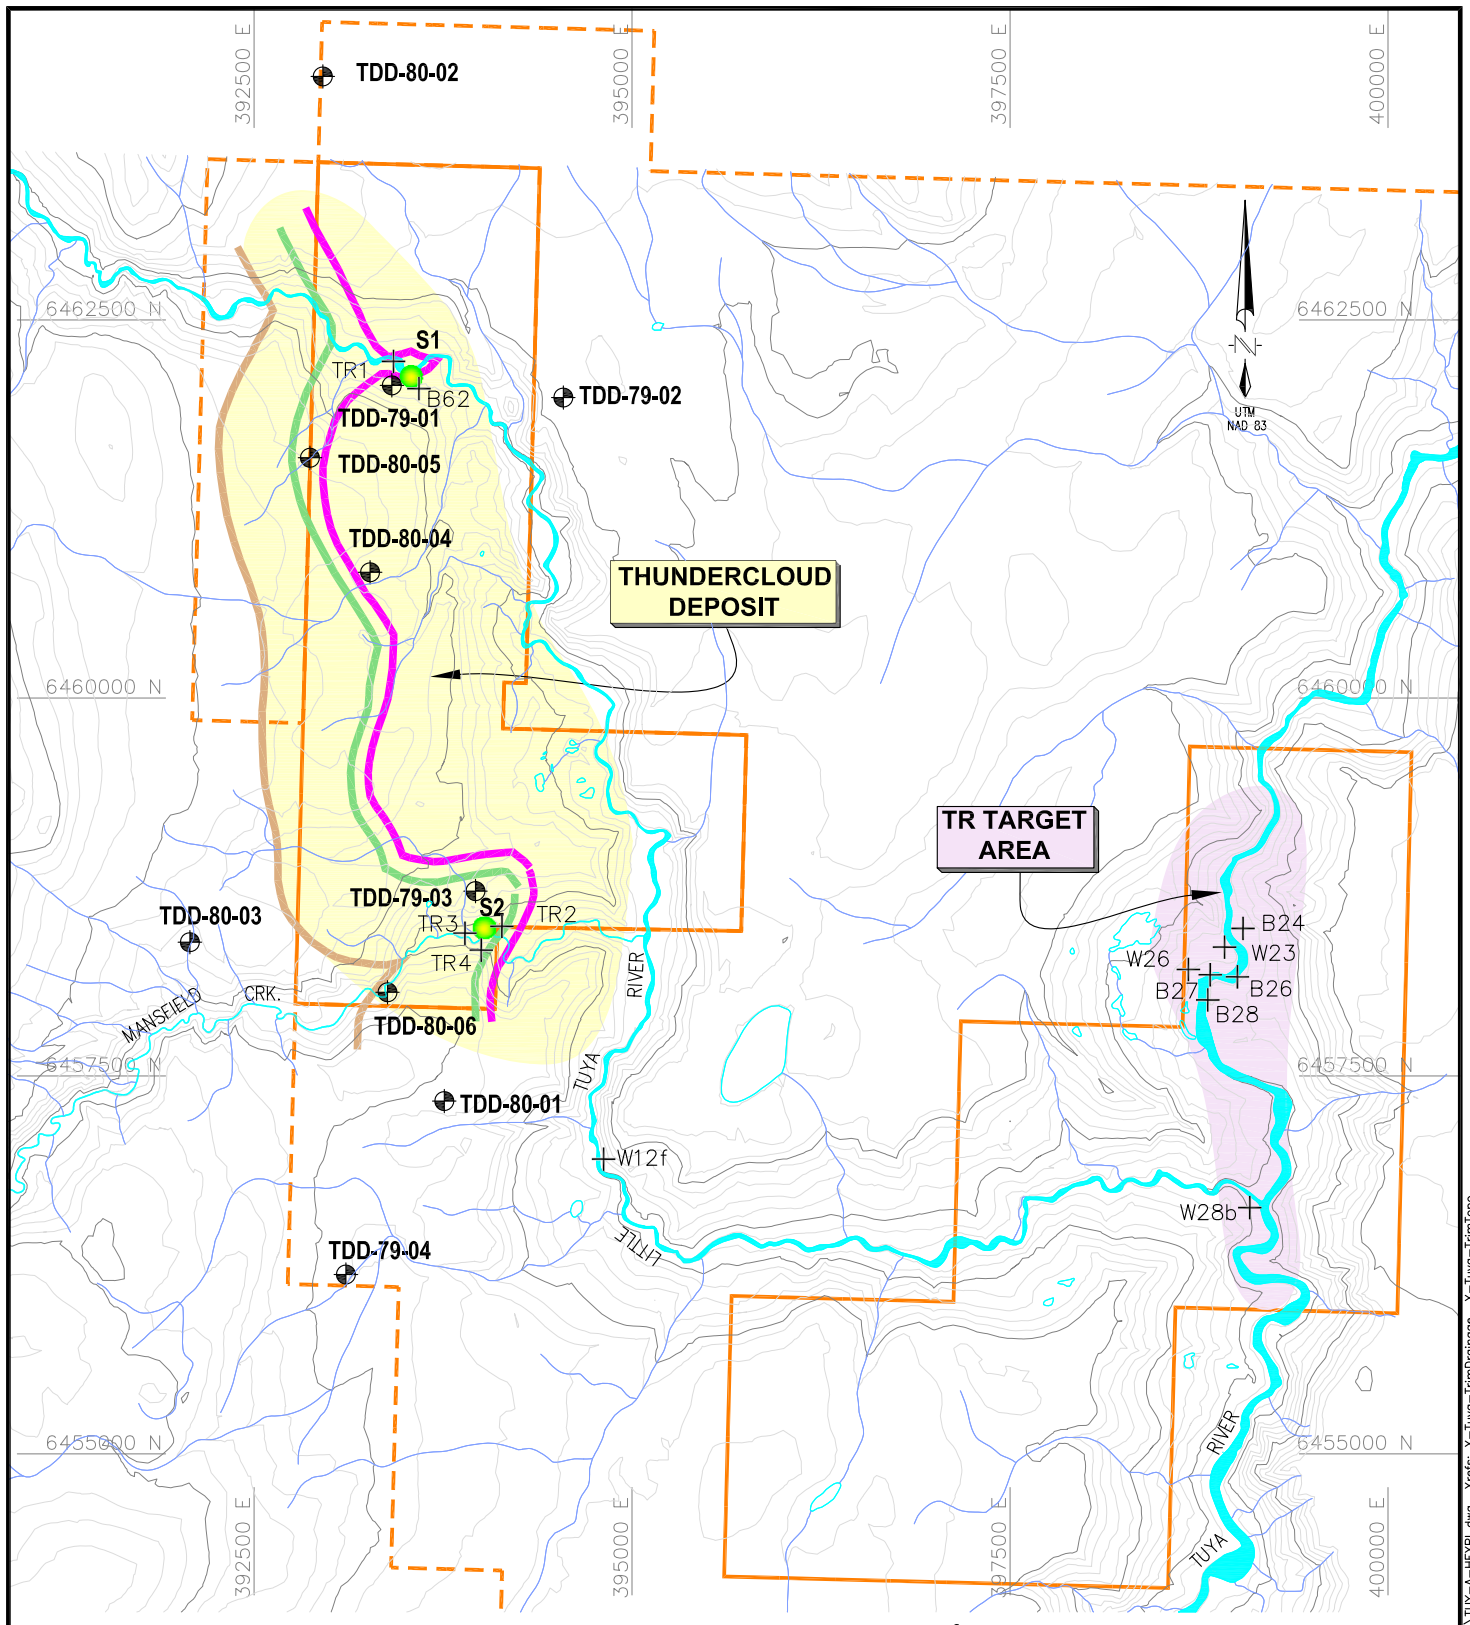 392500 E
395000 E
397500 E
400000 E
TDD-80-02
6462500 N
6462500 N
S1
TR1
B62
TDD-79-02
N
UTM
NAD 83
TDD-79-01
TDD-80-05
TDD-80-04
THUNDERCLOUD
DEPOSIT
6460000 N
6460000 N
TR TARGET
AREA
TDD-79-03
S2
TR2
TR3
TR4
TDD-80-03
B24
W23
W26
B27
B26
B28
MANSFIELD
CRK.
RIVER
TDD-80-06
TUYA
6457500 N
6457500 N
TDD-80-01
W12f
W28b
LITTLE
TDD-79-04
RIVER
6455000 N
6455000 N
TUYA
392500 E
395000 E
397500 E
400000 E